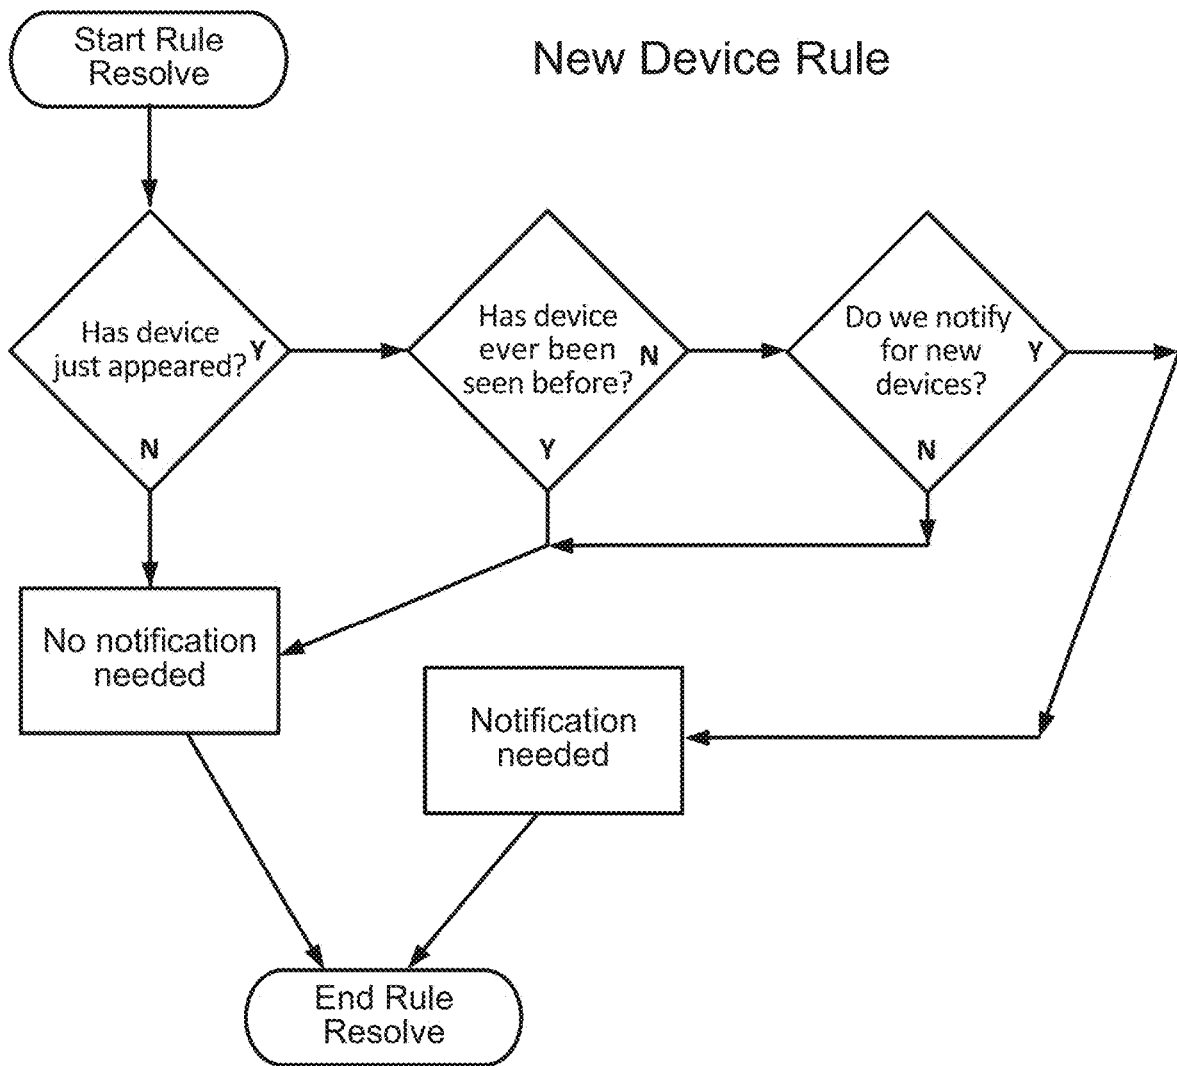 Start Rule
Resolve
New Device Rule
Has device
just appeared?
Y
N
Has device
ever been
seen before?
N
Y
Do we notify
for new
devices?
Y
N
No notification
needed
Notification
needed
End Rule
Resolve